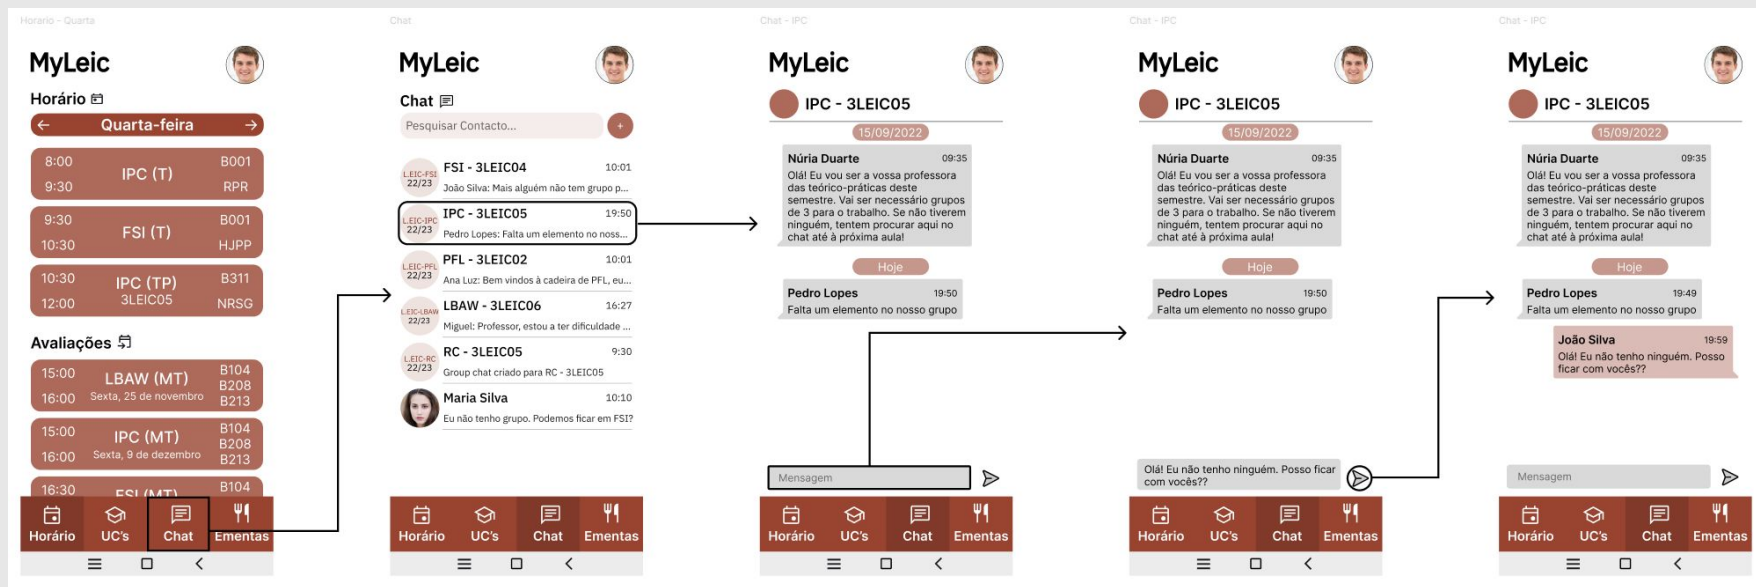 Horario - Quarta
MyLeic
Horário
Quarta-feira
8:00 IPC (T) B001
9:30 RPR
9:30 FSI (T) B001
10:30 HJPP
10:30 IPC (TP) B311
3LEIC05
12:00 NRSG
Avaliações
15:00 LBAW (MT) B104
B208
16:00 Sexta, 25 de novembro B213
15:00 IPC (MT) B104
B208
16:00 Sexta, 9 de dezembro B213
16:30 FSI (MT) B104
Horário UC's Chat Ementas
Chat
MyLeic
Chat
Pesquisar Contacto... +
L.EIC-FSI 22/23
FSI - 3LEIC04 10:01
João Silva: Mais alguém não tem grupo p...
L.EIC-IPC 22/23
IPC - 3LEIC05 19:50
Pedro Lopes: Falta um elemento no noss...
L.EIC-PFL 22/23
PFL - 3LEIC02 10:01
Ana Luz: Bem vindos à cadeira de PFL, eu...
L.EIC-LBAW 22/23
LBAW - 3LEIC06 16:27
Miguel: Professor, estou a ter dificuldade ...
L.EIC-RC 22/23
RC - 3LEIC05 9:30
Group chat criado para RC - 3LEIC05
Maria Silva 10:10
Eu não tenho grupo. Podemos ficar em FSI?
Horário UC's Chat Ementas
Chat - IPC
MyLeic
IPC - 3LEIC05
15/09/2022
Núria Duarte 09:35
Olá! Eu vou ser a vossa professora
das teórico-práticas deste
semestre. Vai ser necessário grupos
de 3 para o trabalho. Se não tiverem
ninguém, tentem procurar aqui no
chat até à próxima aula!
Hoje
Pedro Lopes 19:50
Falta um elemento no nosso grupo
Mensagem
Horário UC's Chat Ementas
Chat - IPC
MyLeic
IPC - 3LEIC05
15/09/2022
Núria Duarte 09:35
Olá! Eu vou ser a vossa professora
das teórico-práticas deste
semestre. Vai ser necessário grupos
de 3 para o trabalho. Se não tiverem
ninguém, tentem procurar aqui no
chat até à próxima aula!
Hoje
Pedro Lopes 19:50
Falta um elemento no nosso grupo
Olá! Eu não tenho ninguém. Posso ficar
com vocês??
Horário UC's Chat Ementas
Chat - IPC
MyLeic
IPC - 3LEIC05
15/09/2022
Núria Duarte 09:35
Olá! Eu vou ser a vossa professora
das teórico-práticas deste
semestre. Vai ser necessário grupos
de 3 para o trabalho. Se não tiverem
ninguém, tentem procurar aqui no
chat até à próxima aula!
Hoje
Pedro Lopes 19:49
Falta um elemento no nosso grupo
João Silva 19:59
Olá! Eu não tenho ninguém. Posso
ficar com vocês??
Mensagem
Horário UC's Chat Ementas